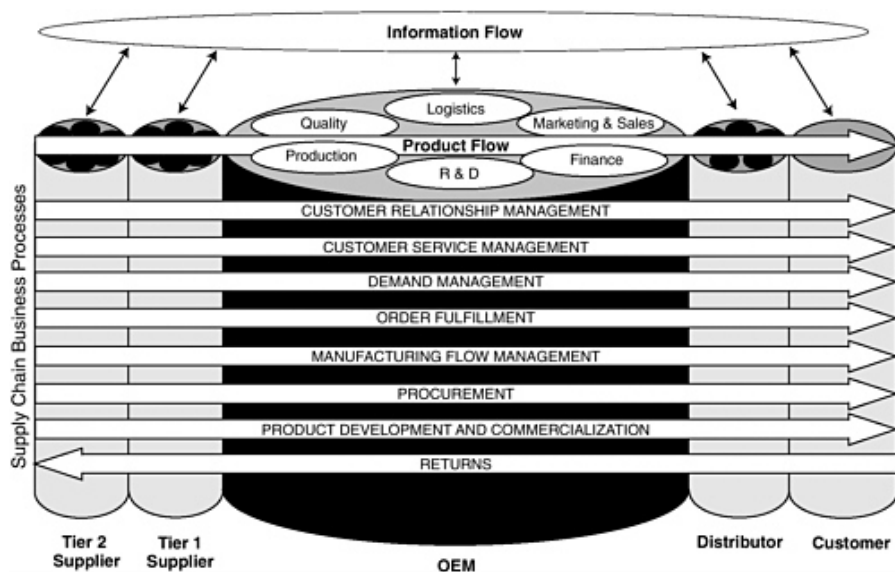 Information Flow
Logistics
Quality
Marketing & Sales
Product Flow
Production
Finance
R & D
CUSTOMER RELATIONSHIP MANAGEMENT
CUSTOMER SERVICE MANAGEMENT
DEMAND MANAGEMENT
ORDER FULFILLMENT
MANUFACTURING FLOW MANAGEMENT
PROCUREMENT
PRODUCT DEVELOPMENT AND COMMERCIALIZATION
RETURNS
Supply Chain Business Processes
Tier 2
Supplier
Tier 1
Supplier
OEM
Distributor
Customer